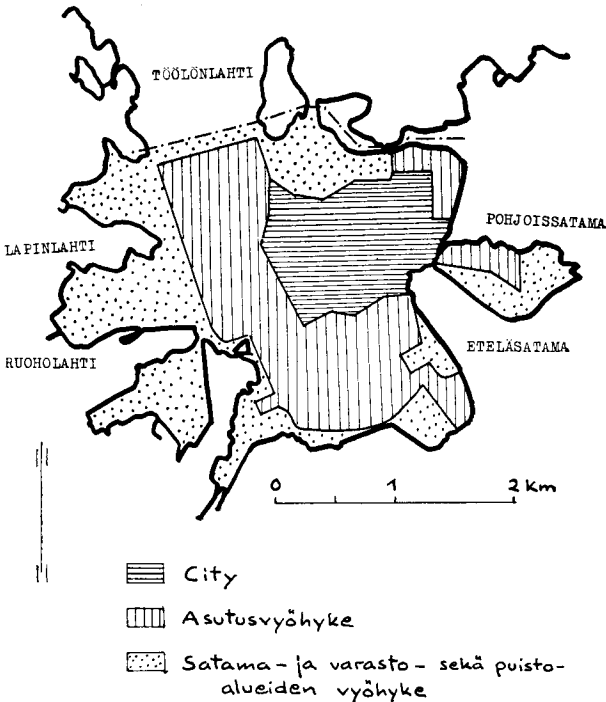 TÖÖLÖNLAHTI
POHJOISSATAMA
LAPINLAHTI
ETELÄSATAMA
RUOHOLAHTI
0 1 2 Km
City
Asutusvyöhyke
Satama- ja varasto- sekä puisto-
alueiden vyöhyke